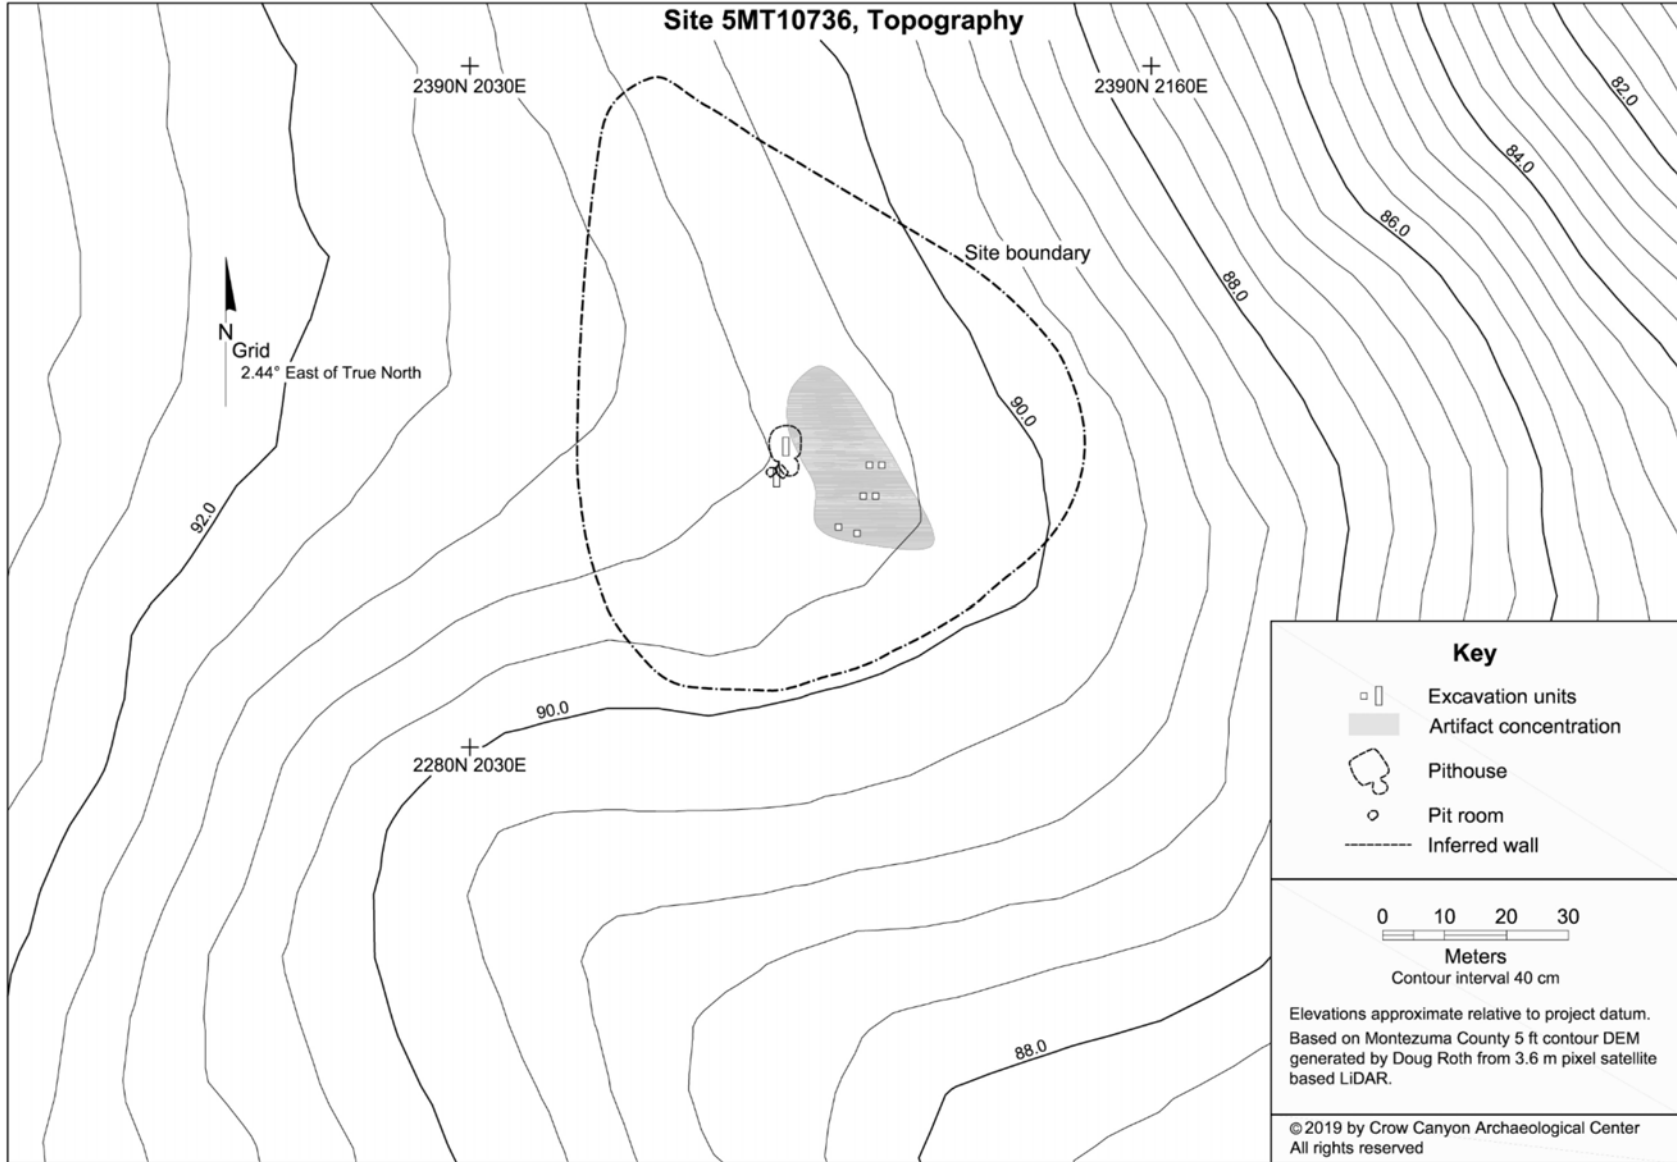 Site 5MT10736, Topography
2390N 2030E
2390N 2160E
82.0
84.0
86.0
Site boundary
88.0
N
Grid
2.44° East of True North
90.0
92.0
90.0
2280N 2030E
88.0
Key
Excavation units
Artifact concentration
Pithouse
Pit room
Inferred wall
0 10 20 30
Meters
Contour interval 40 cm
Elevations approximate relative to project datum.
Based on Montezuma County 5 ft contour DEM
generated by Doug Roth from 3.6 m pixel satellite
based LiDAR.
© 2019 by Crow Canyon Archaeological Center
All rights reserved